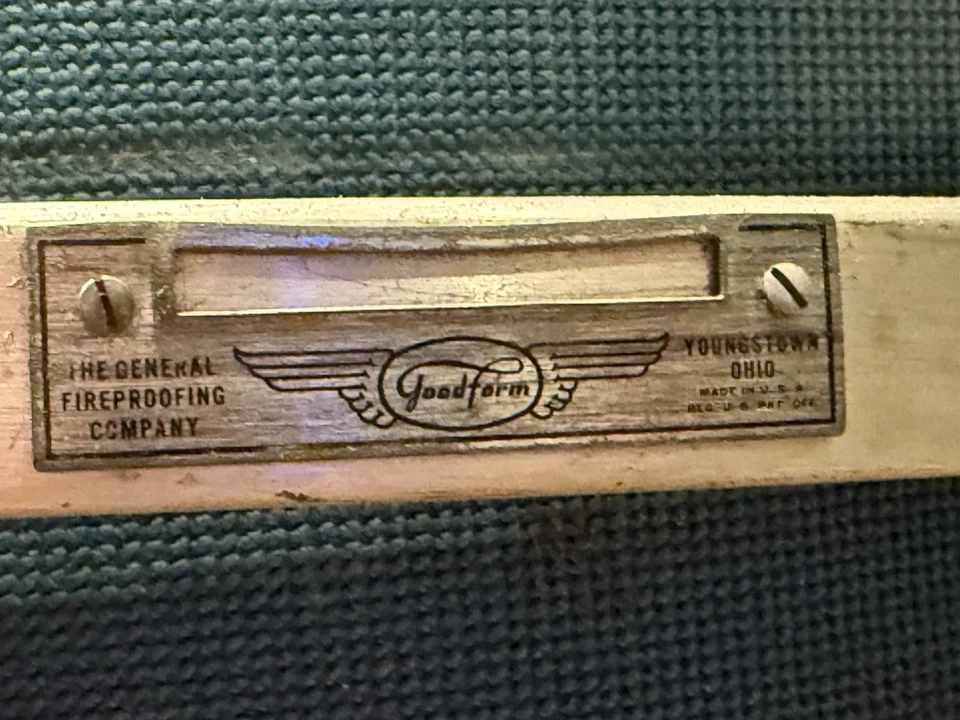 THE GENERAL
FIREPROOFING
COMPANY
Goodform
YOUNGSTOWN
OHIO
MADE IN U.S.A.
REG. U.S. PAT. OFF.